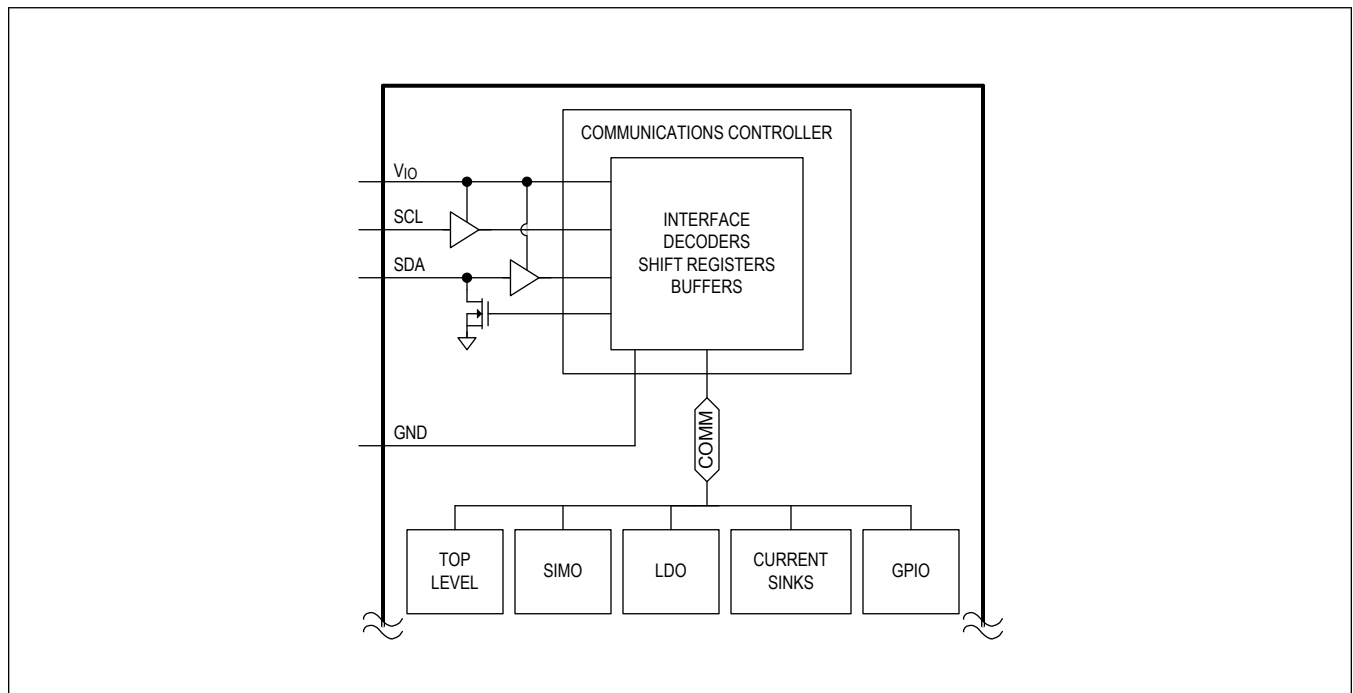 COMMUNICATIONS CONTROLLER
VIO
SCL
SDA
INTERFACE
DECODERS
SHIFT REGISTERS
BUFFERS
GND
COMM
TOP
LEVEL
SIMO
LDO
CURRENT
SINKS
GPIO